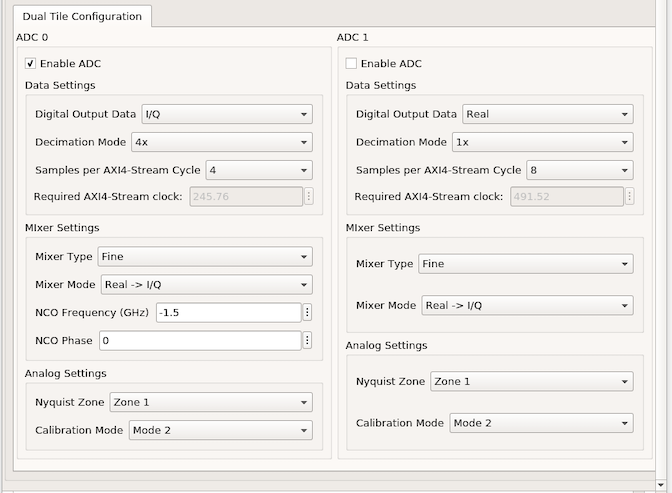 Dual Tile Configuration
ADC 0
Enable ADC
Data Settings
Digital Output Data I/Q
Decimation Mode 4x
Samples per AXI4-Stream Cycle 4
Required AXI4-Stream clock: 245.76
MIxer Settings
Mixer Type Fine
Mixer Mode Real -> I/Q
NCO Frequency (GHz) -1.5
NCO Phase 0
Analog Settings
Nyquist Zone Zone 1
Calibration Mode Mode 2
ADC 1
Enable ADC
Data Settings
Digital Output Data Real
Decimation Mode 1x
Samples per AXI4-Stream Cycle 8
Required AXI4-Stream clock: 491.52
MIxer Settings
Mixer Type Fine
Mixer Mode Real -> I/Q
Analog Settings
Nyquist Zone Zone 1
Calibration Mode Mode 2